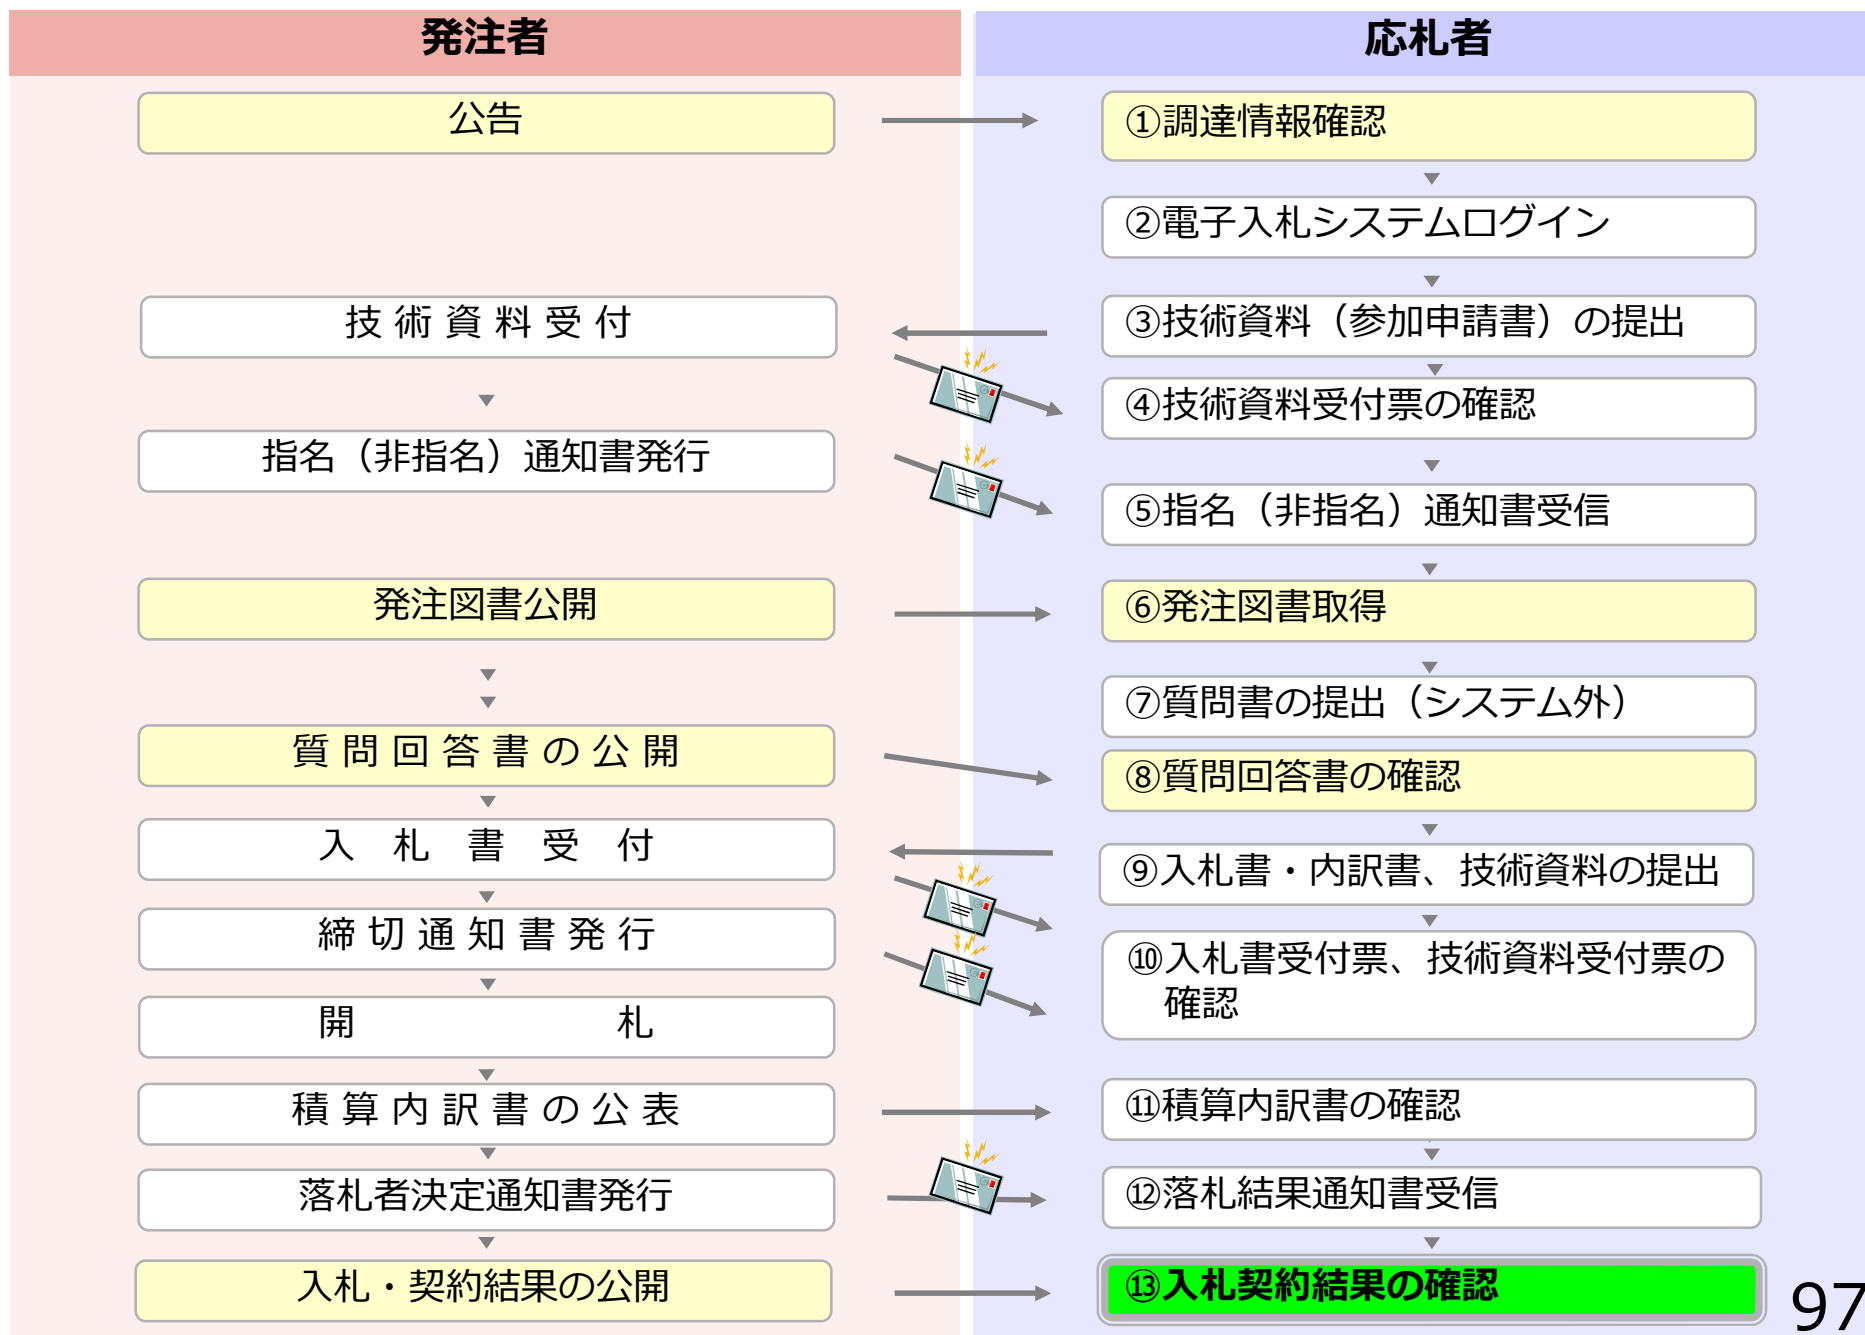 発注者
応札者
公告
①調達情報確認
②電子入札システムログイン
技術資料受付
③技術資料（参加申請書）の提出
④技術資料受付票の確認
指名（非指名）通知書発行
⑤指名（非指名）通知書受信
発注図書公開
⑥発注図書取得
⑦質問書の提出（システム外）
質問回答書の公開
⑧質問回答書の確認
入札書受付
⑨入札書・内訳書、技術資料の提出
締切通知書発行
⑩入札書受付票、技術資料受付票の
確認
開札
積算内訳書の公表
⑪積算内訳書の確認
落札者決定通知書発行
⑫落札結果通知書受信
入札・契約結果の公開
⑬入札契約結果の確認
97